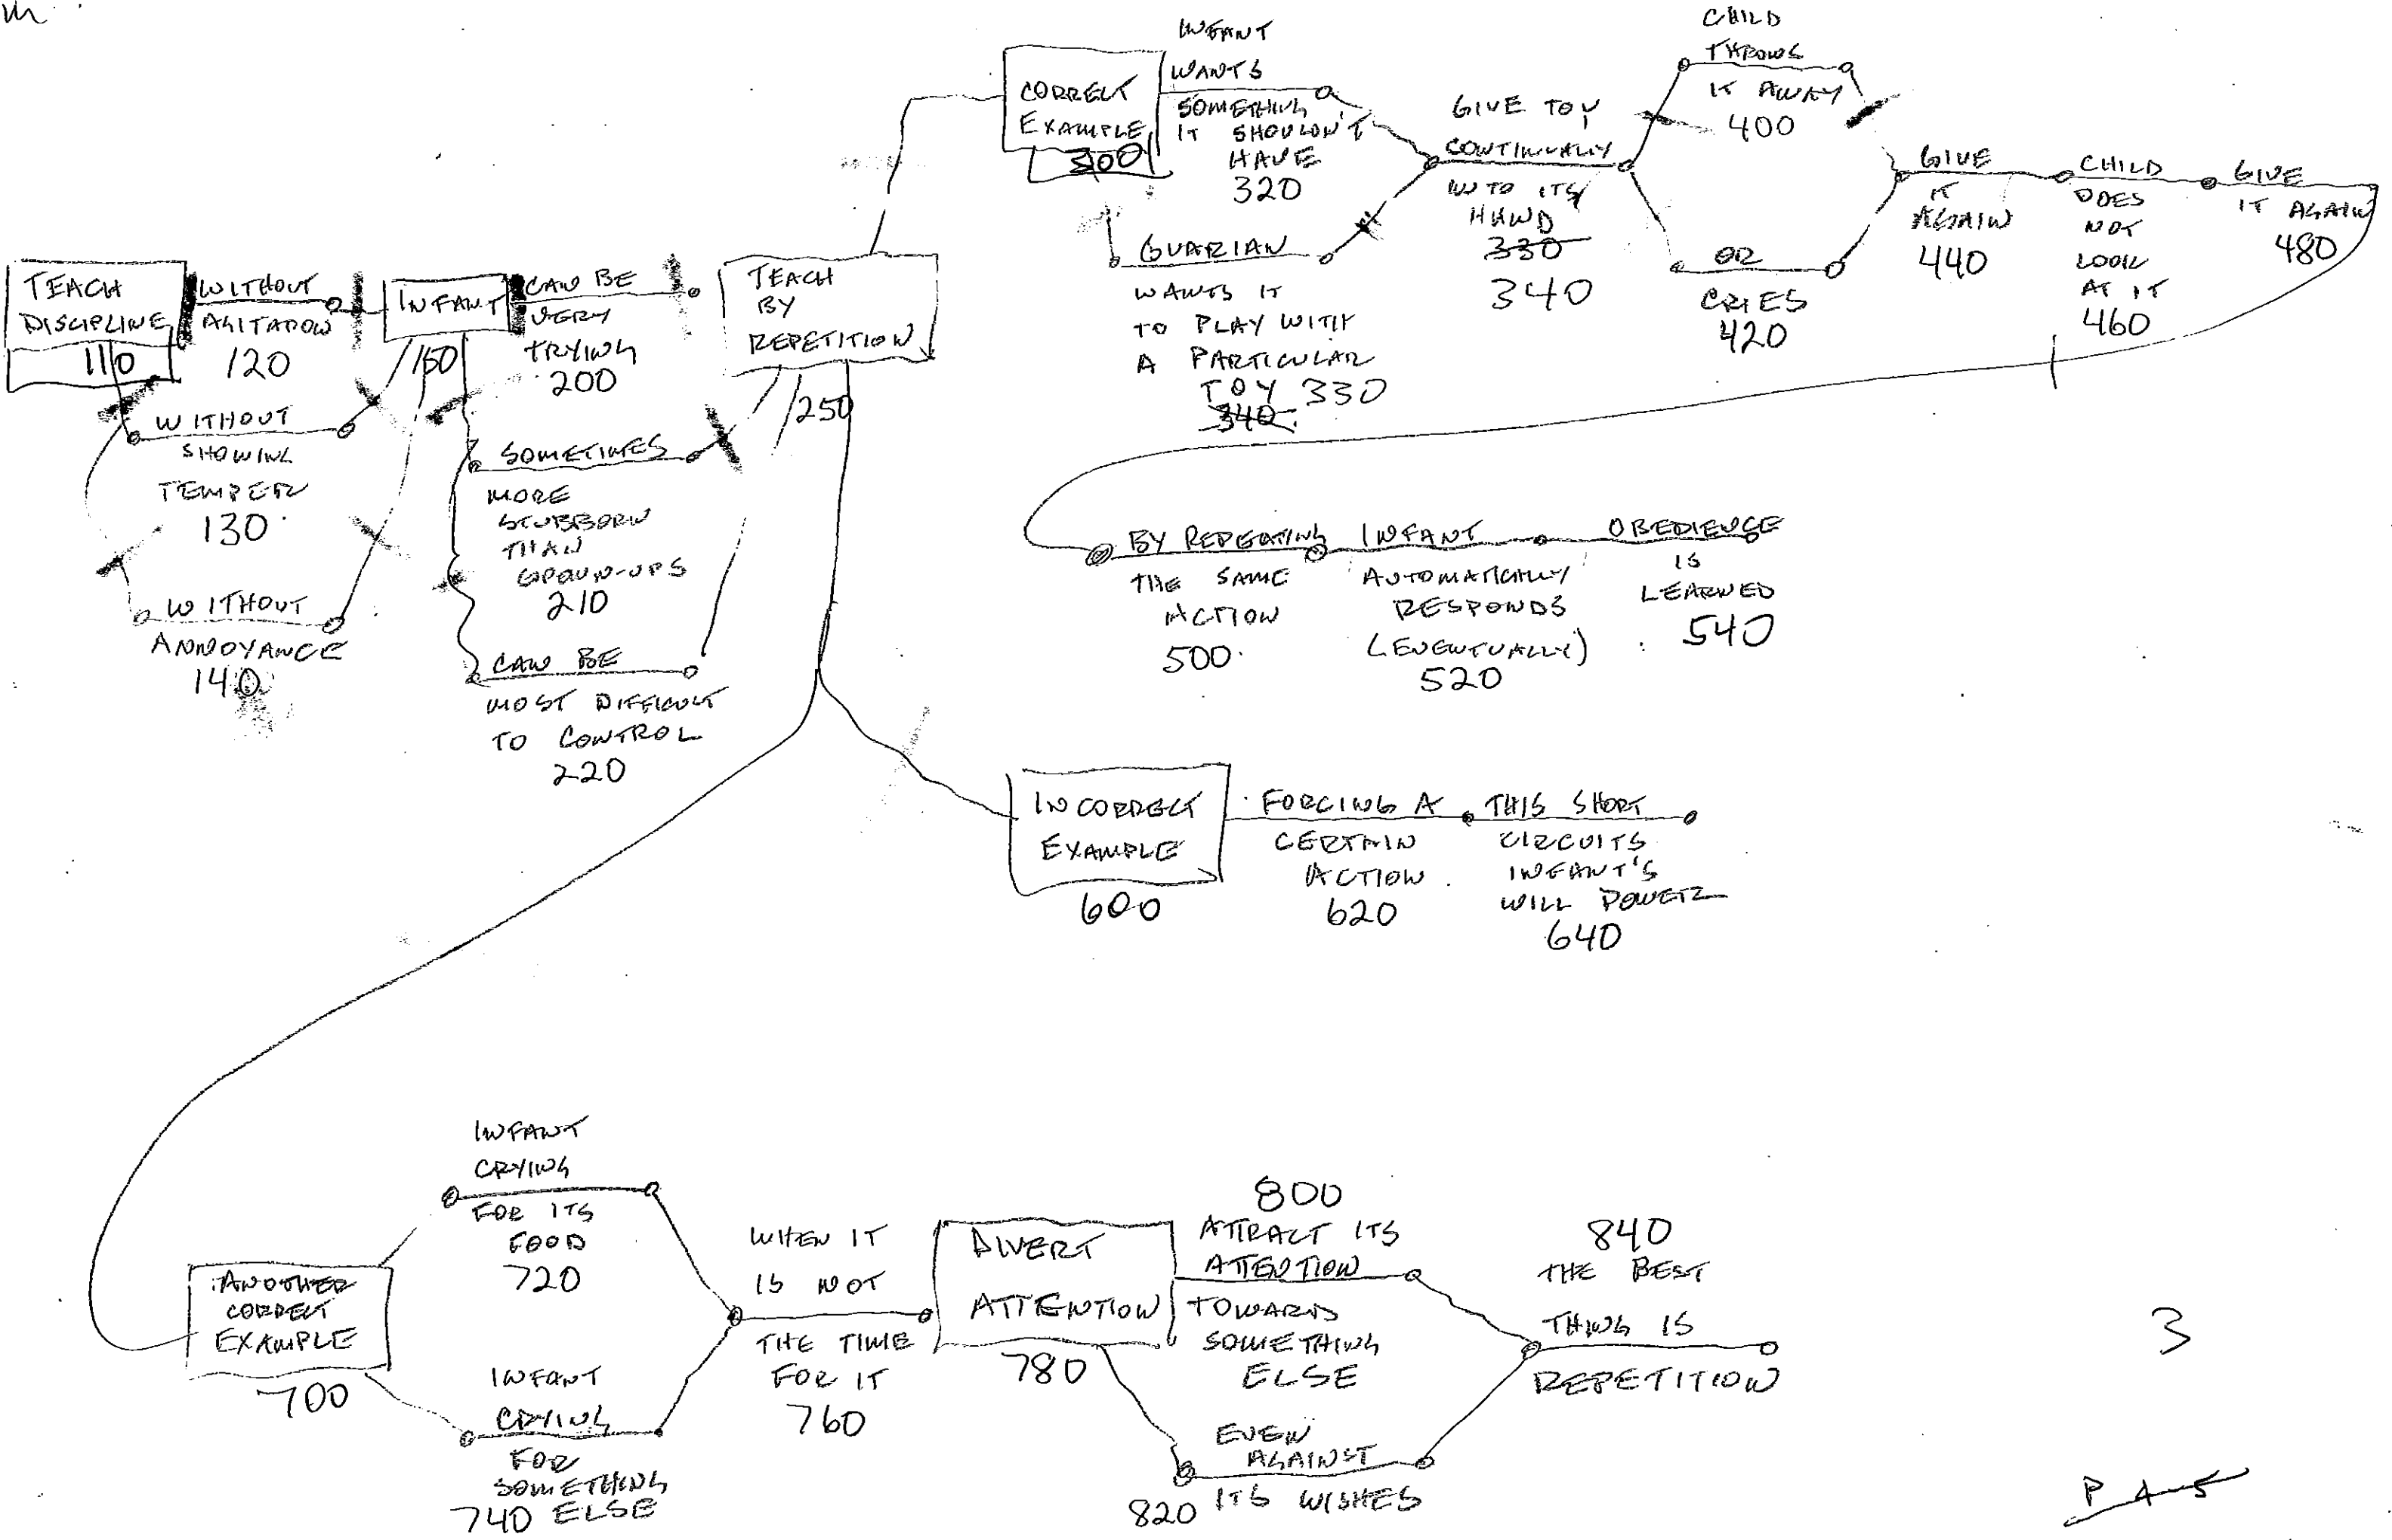 TEACH
DISCIPLINE
110
WITHOUT
AGITATION
120
WITHOUT
SHOWING
TEMPER
130
WITHOUT
ANNOYANCE
140
INFANT
150
CAN BE
VERY
TRYING
200
SOMETIMES
MORE
STUBBORN
THAN
GROWN-UPS
210
CAN BE
MOST DIFFICULT
TO CONTROL
220
TEACH
BY
REPETITION
250
CORRECT
EXAMPLE
300
INFANT
WANTS
SOMETHING
IT SHOULDN'T
HAVE
320
GUARIAN
WANTS IT
TO PLAY WITH
A PARTICULAR
TOY 330
340
GIVE TOY
CONTINUALLY
INTO ITS
HAND
330
340
CHILD
THROWS
IT AWAY
400
OR
CRIES
420
GIVE
IT
AGAIN
440
CHILD
DOES
NOT
LOOK
AT IT
460
GIVE
IT AGAIN
480
BY REPEATING
THE SAME
ACTION
500
INFANT
AUTOMATICALLY
RESPONDS
(EVENTUALLY)
520
OBEDIENCE
IS
LEARNED
540
INCORRECT
EXAMPLE
600
FORCING A
CERTAIN
ACTION
620
THIS SHORT
CIRCUITS
INFANT'S
WILL POWER
640
ANOTHER
CORRECT
EXAMPLE
700
INFANT
CRYING
FOR ITS
FOOD
720
INFANT
CRYING
FOR
SOMETHING
740 ELSE
WHEN IT
IS NOT
THE TIME
FOR IT
760
DIVERT
ATTENTION
780
800
ATTRACT ITS
ATTENTION
TOWARDS
SOMETHING
ELSE
EVEN
AGAINST
820 ITS WISHES
840
THE BEST
THING IS
REPETITION
3